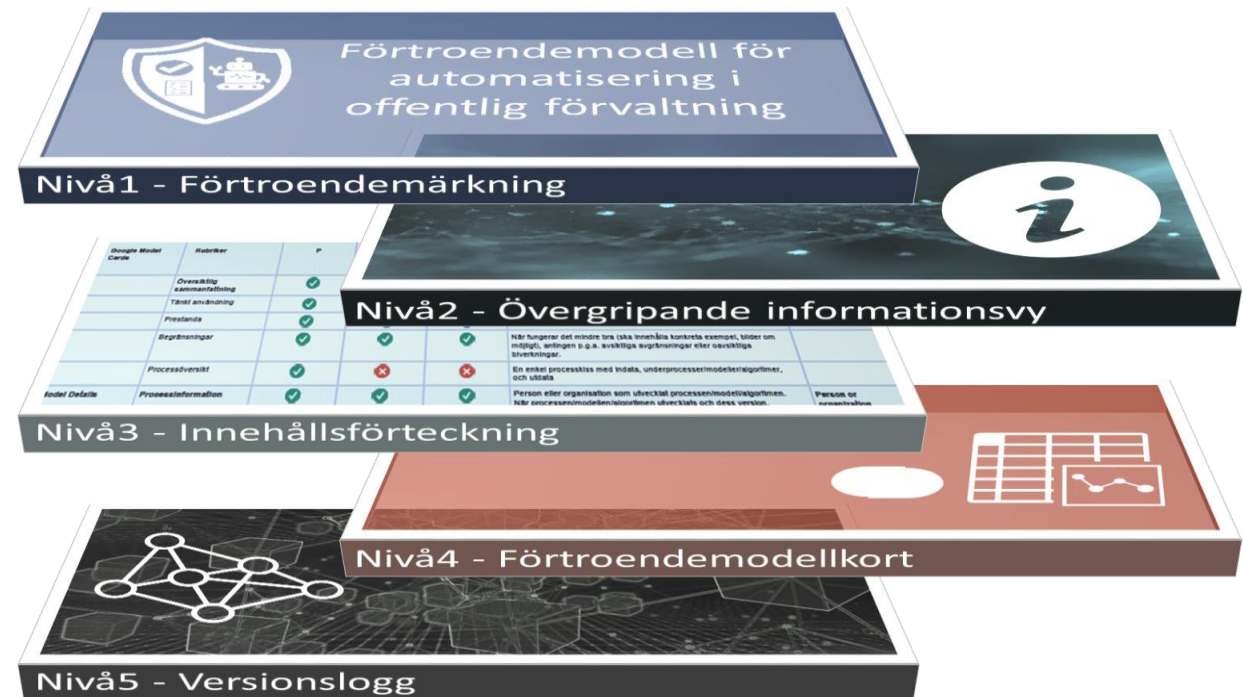 Förtroendemodell för
automatisering i
offentlig förvaltning
Nivå1 - Förtroendemärkning
Nivå2 - Övergripande informationsvy
Google Model
Cards
Rubriker
P
Översiktlig
sammanfattning
Tänkt användning
Prestanda
Begränsningar
När fungerar det mindre bra (ska innehålla konkreta exempel, bilder om
möjligt), antingen p.g.a. avsiktliga avgränsningar eller oavsiktliga
biverkningar.
Processöversikt
En enkel processkiss med indata, underprocesser/modeller/algoritmer,
och utdata
Model Details
Processinformation
Person eller organisation som utvecklat processen/modell/algoritmen.
När processen/modellen/algoritmen utvecklats och dess version.
Person or
organization
Nivå3 - Innehållsförteckning
Nivå4 - Förtroendemodellkort
Nivå5 - Versionslogg